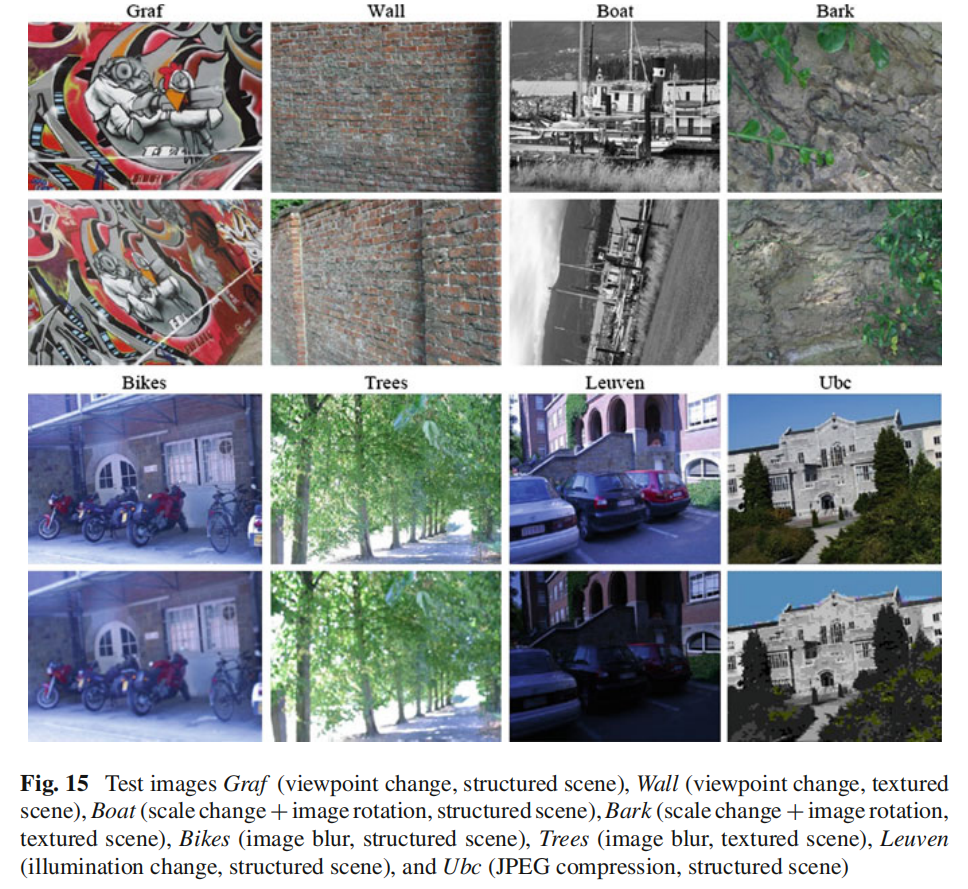 Graf Wall Boat Bark
Bikes Trees Leuven Ubc
Fig. 15 Test images Graf (viewpoint change, structured scene), Wall (viewpoint change, textured
scene), Boat (scale change + image rotation, structured scene), Bark (scale change + image rotation,
textured scene), Bikes (image blur, structured scene), Trees (image blur, textured scene), Leuven
(illumination change, structured scene), and Ubc (JPEG compression, structured scene)